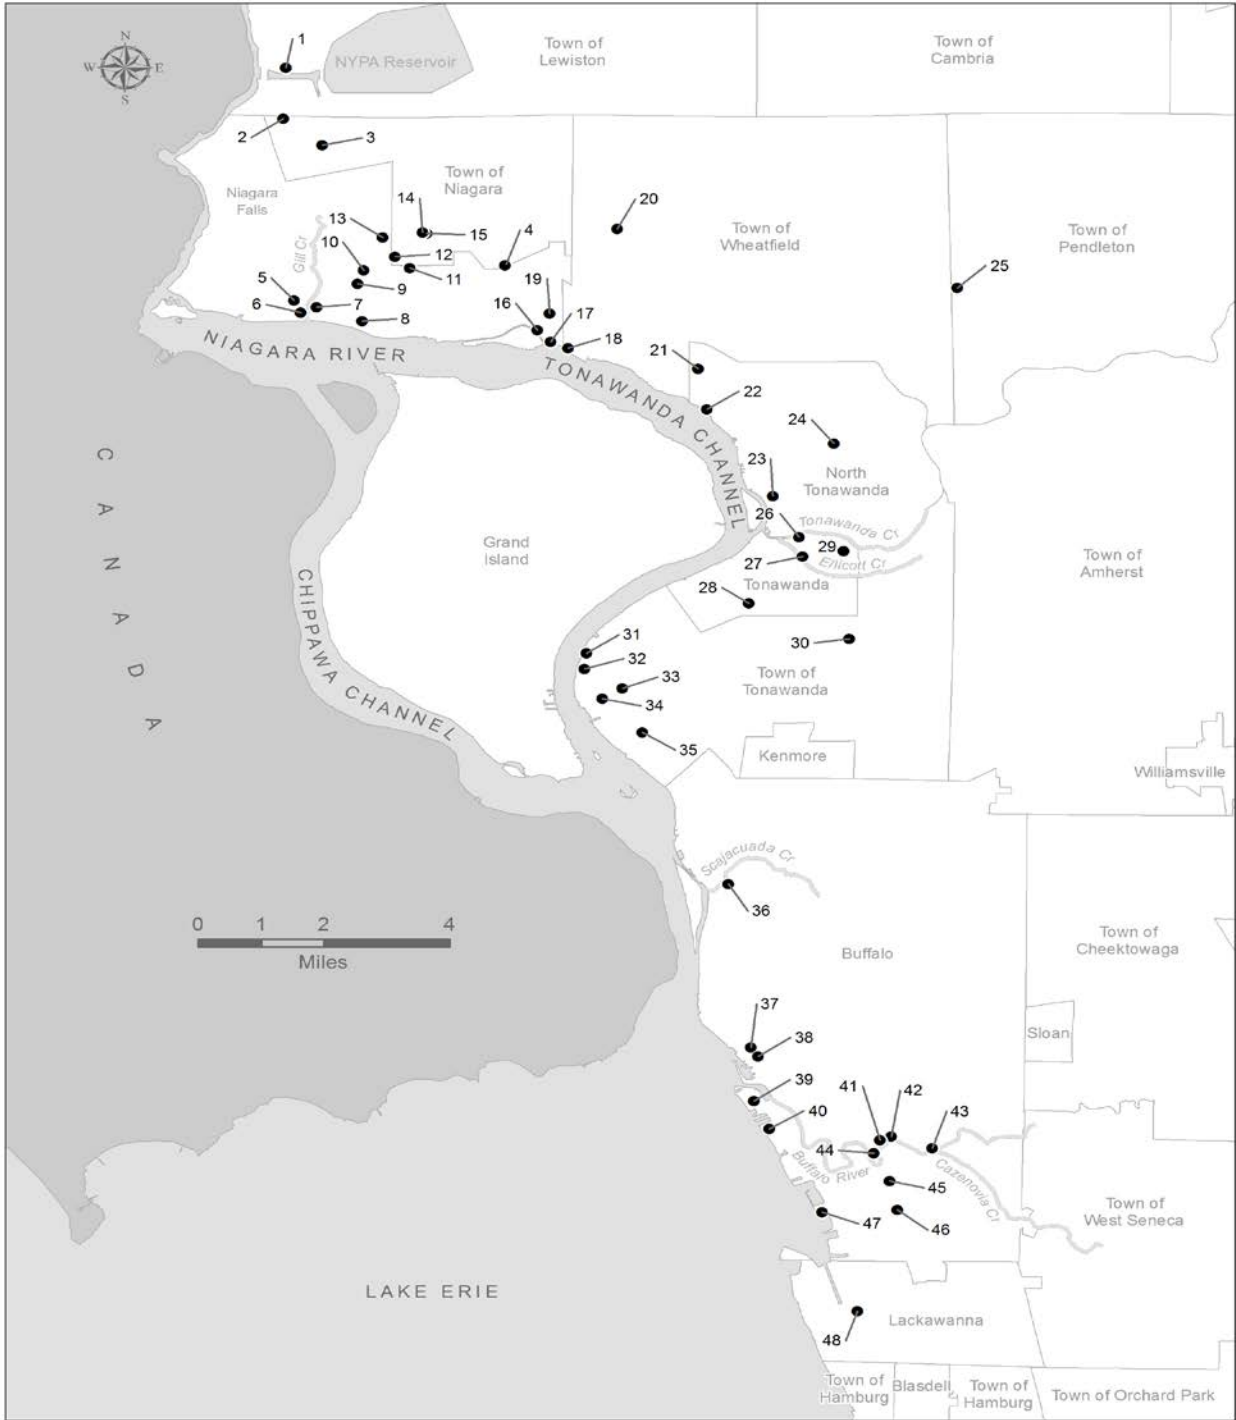 N
W E
S
1
NYPA Reservoir
Town of
Lewiston
Town of
Cambria
2
3
Niagara
Falls
Town of
Niagara
14
15
13
10
12
4
11
Gill Cr
5
6
7
9
8
19
16
17
18
20
Town of
Wheatfield
Town of
Pendleton
25
NIAGARA RIVER
TONAWANDA CHANNEL
21
22
24
23
North
Tonawanda
26
Tonawanda Cr
29
27
Ellicott Cr
Tonawanda
28
30
CANADA
Grand
Island
CHIPPAWA CHANNEL
Town of
Amherst
31
32
33
34
35
Town of
Tonawanda
Kenmore
Williamsville
Scajacuada Cr
36
0 1 2 4
Miles
Buffalo
Town of
Cheektowaga
Sloan
37
38
39
40
41
42
43
44
Buffalo River
Cazenovia Cr
45
46
47
Town of
West Seneca
LAKE ERIE
48
Lackawanna
Town of
Hamburg
Blasdell
Town of
Hamburg
Town of Orchard Park